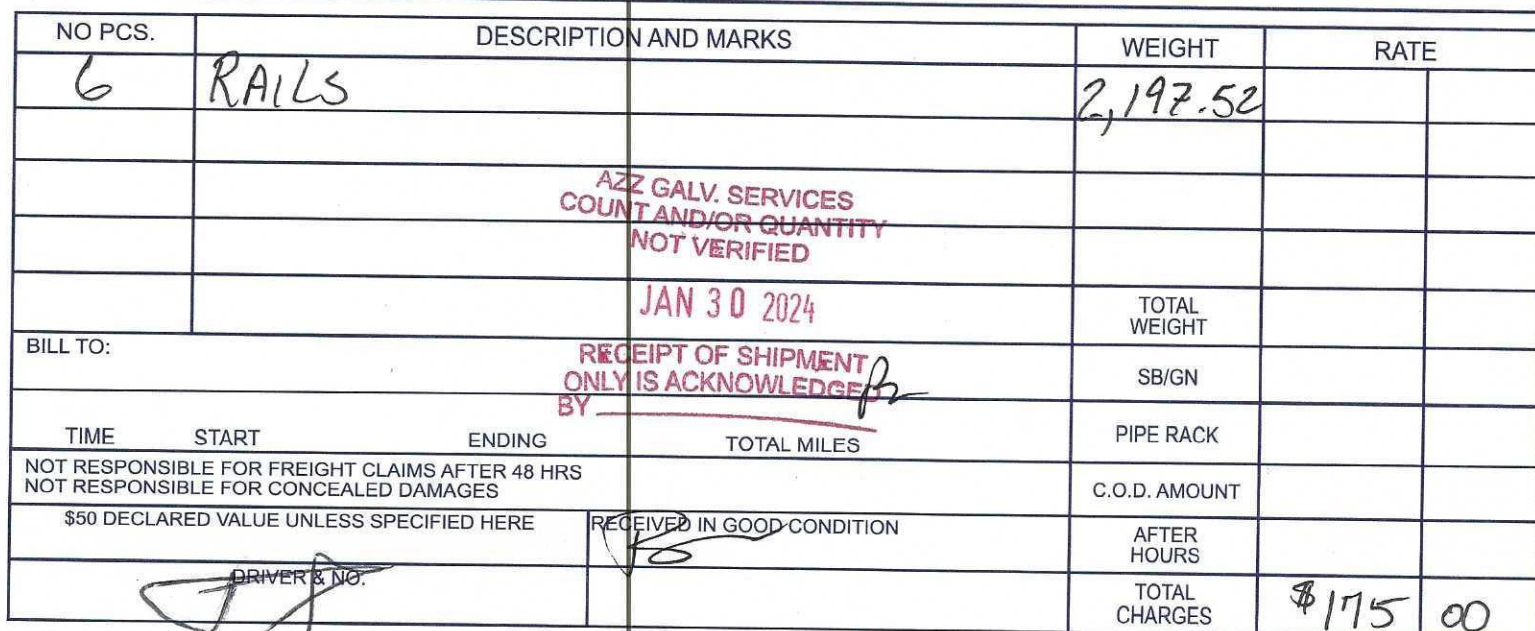 NO PCS. DESCRIPTION AND MARKS WEIGHT RATE
6 RAILS 2,197.52
AZZ GALV. SERVICES
COUNT AND/OR QUANTITY
NOT VERIFIED
JAN 30 2024
TOTAL
WEIGHT
BILL TO:
RECEIPT OF SHIPMENT
ONLY IS ACKNOWLEDGED
BY
SB/GN
TIME START ENDING TOTAL MILES PIPE RACK
NOT RESPONSIBLE FOR FREIGHT CLAIMS AFTER 48 HRS
NOT RESPONSIBLE FOR CONCEALED DAMAGES
C.O.D. AMOUNT
$50 DECLARED VALUE UNLESS SPECIFIED HERE RECEIVED IN GOOD CONDITION
AFTER
HOURS
DRIVER & NO.
TOTAL
CHARGES
$175 00